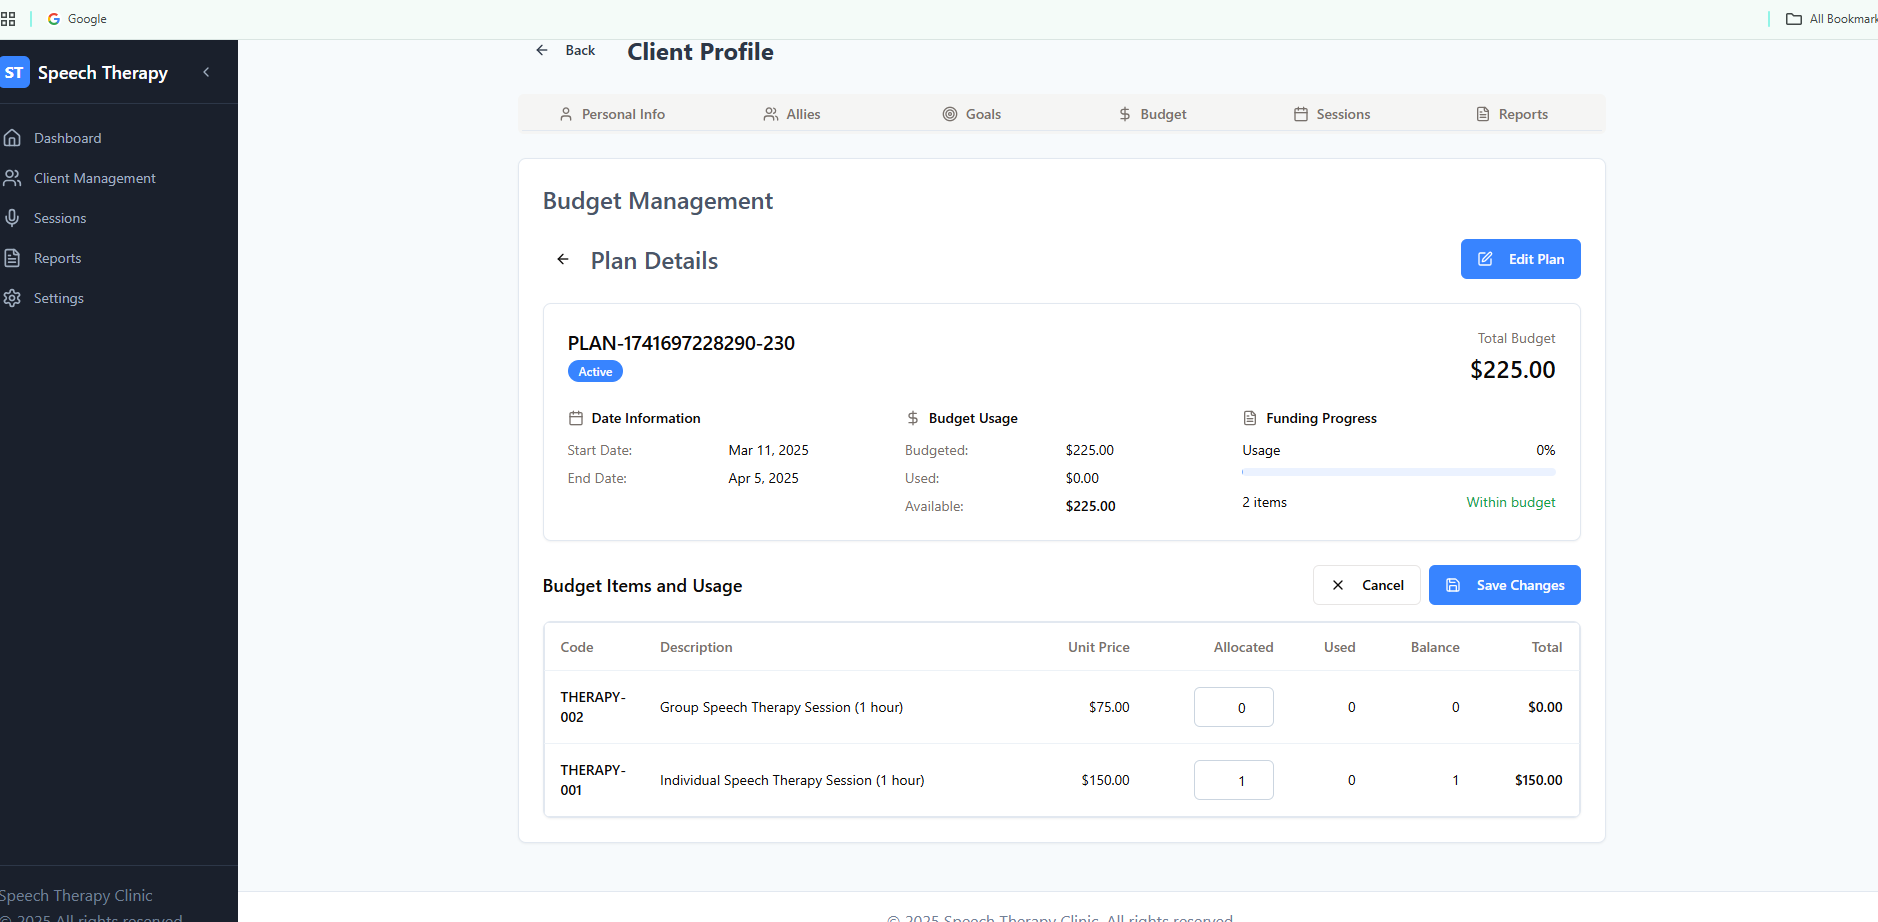 Google
All Bookmark
ST Speech Therapy
Dashboard
Client Management
Sessions
Reports
Settings
Speech Therapy Clinic
© 2025 All rights reserved
Back
Client Profile
Personal Info Allies Goals Budget Sessions Reports
Budget Management
Plan Details
Edit Plan
PLAN-1741697228290-230
Active
Total Budget
$225.00
Date Information
Start Date: Mar 11, 2025
End Date: Apr 5, 2025
Budget Usage
Budgeted: $225.00
Used: $0.00
Available: $225.00
Funding Progress
Usage 0%
2 items Within budget
Budget Items and Usage
Cancel
Save Changes
Code Description Unit Price Allocated Used Balance Total
THERAPY-
002
Group Speech Therapy Session (1 hour) $75.00 0 0 0 $0.00
THERAPY-
001
Individual Speech Therapy Session (1 hour) $150.00 1 0 1 $150.00
© 2025 Speech Therapy Clinic. All rights reserved